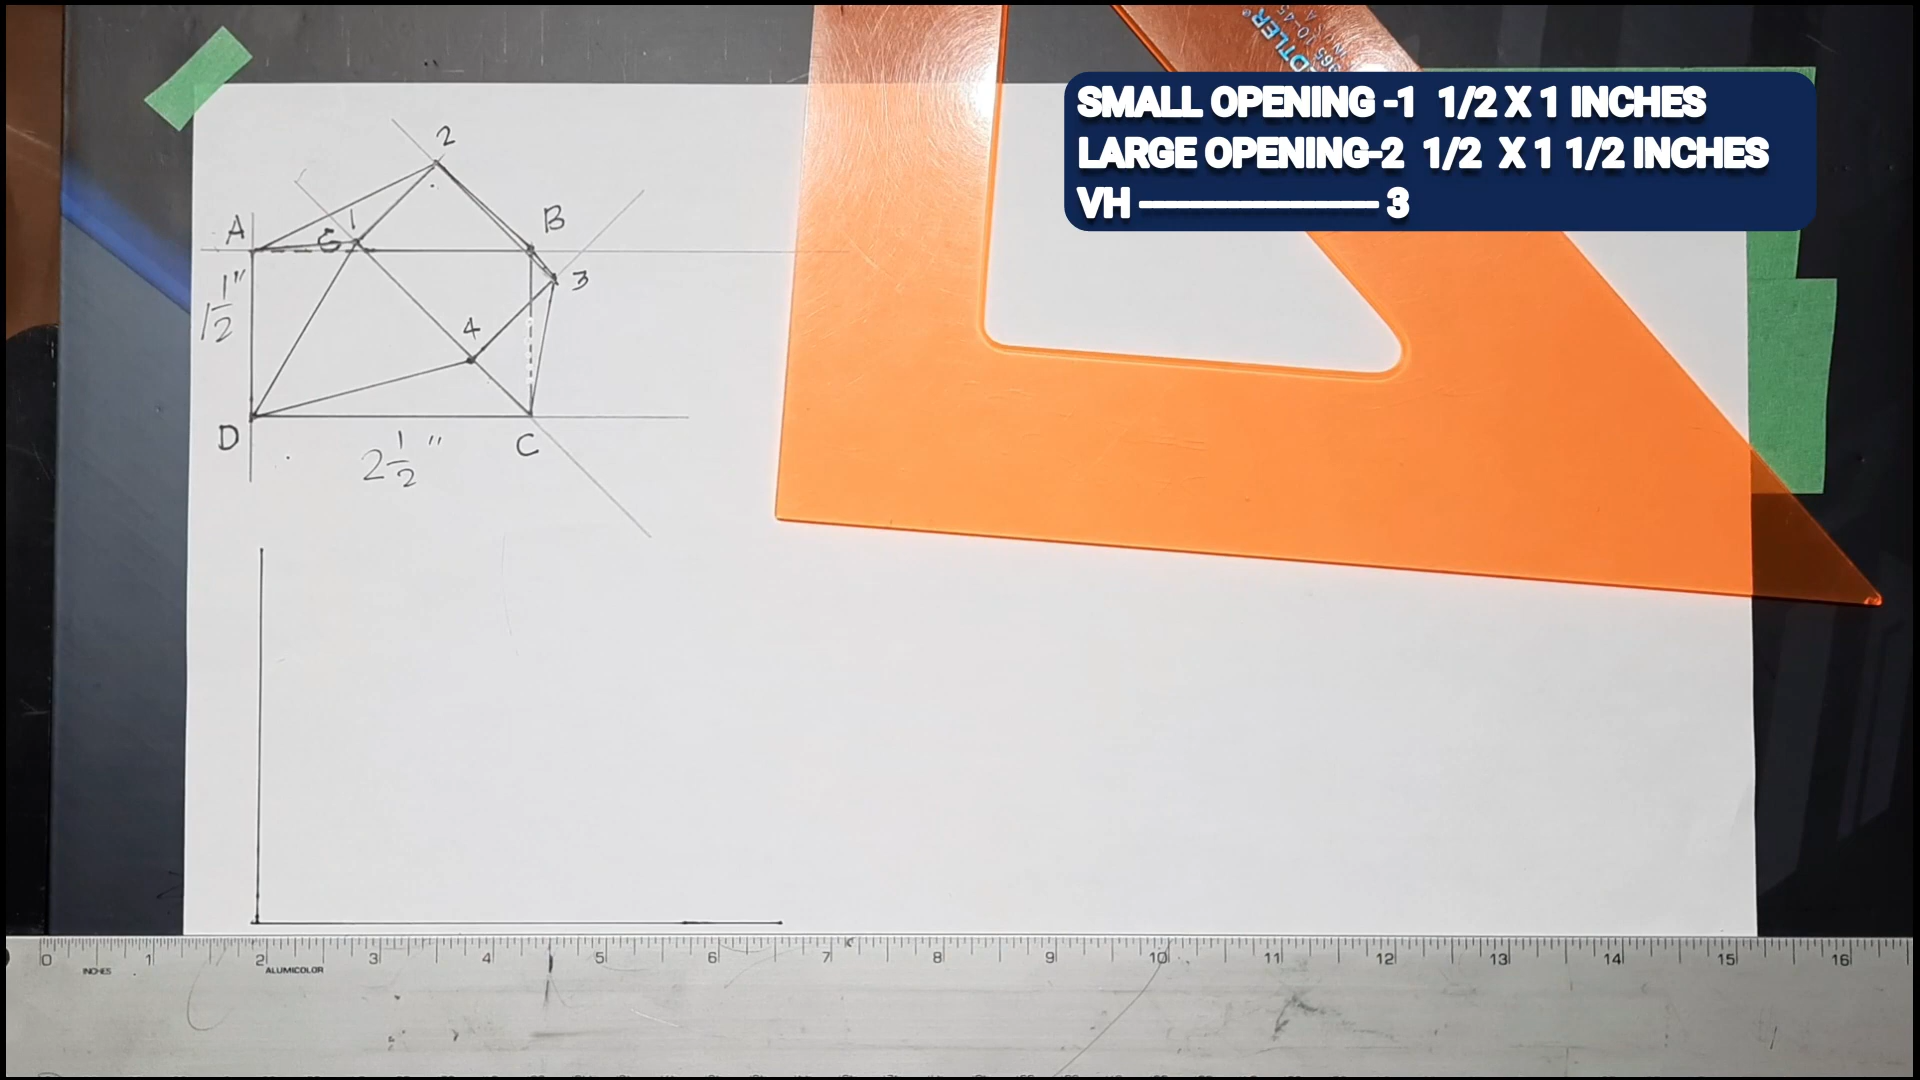 SMALL OPENING -1 1/2 X 1 INCHES
LARGE OPENING-2 1/2 X 1 1/2 INCHES
VH ---------------------- 3
2
A
1
B
3
1 1/2"
4
D
C
2 1/2"
0 1 2 3 4 5 6 7 8 9 10 11 12 13 14 15 16
INCHES ALUMICOLOR